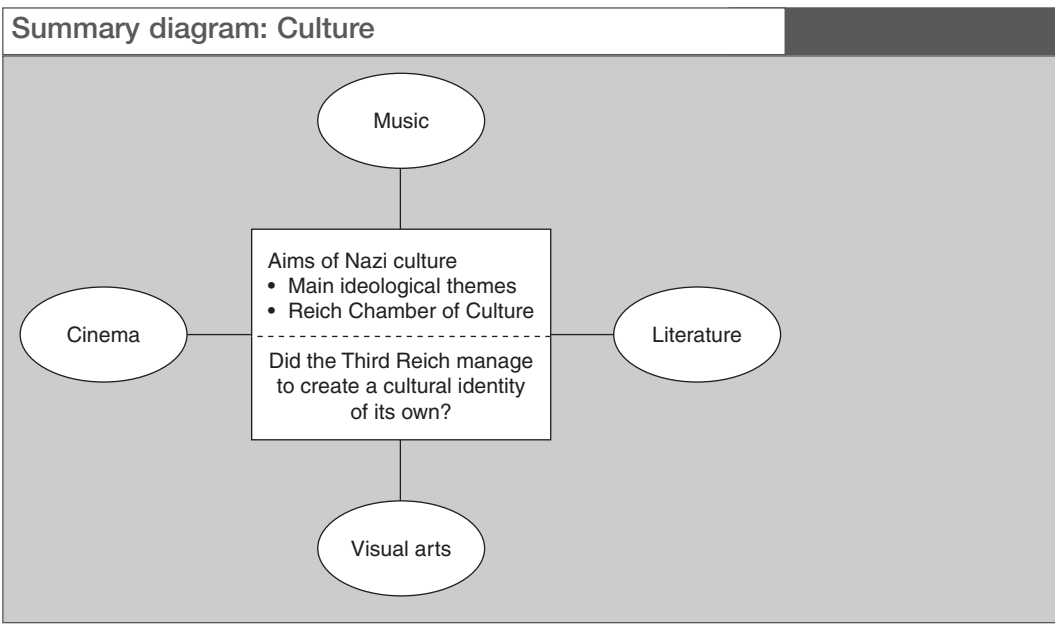 Summary diagram: Culture
Music
Aims of Nazi culture
• Main ideological themes
• Reich Chamber of Culture
Cinema
Literature
Did the Third Reich manage
to create a cultural identity
of its own?
Visual arts